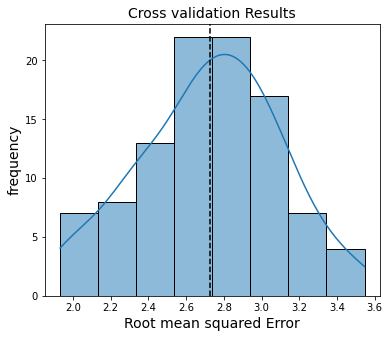 Cross validation Results
frequency
20
15
10
5
0
2.0 2.2 2.4 2.6 2.8 3.0 3.2 3.4 3.6
Root mean squared Error